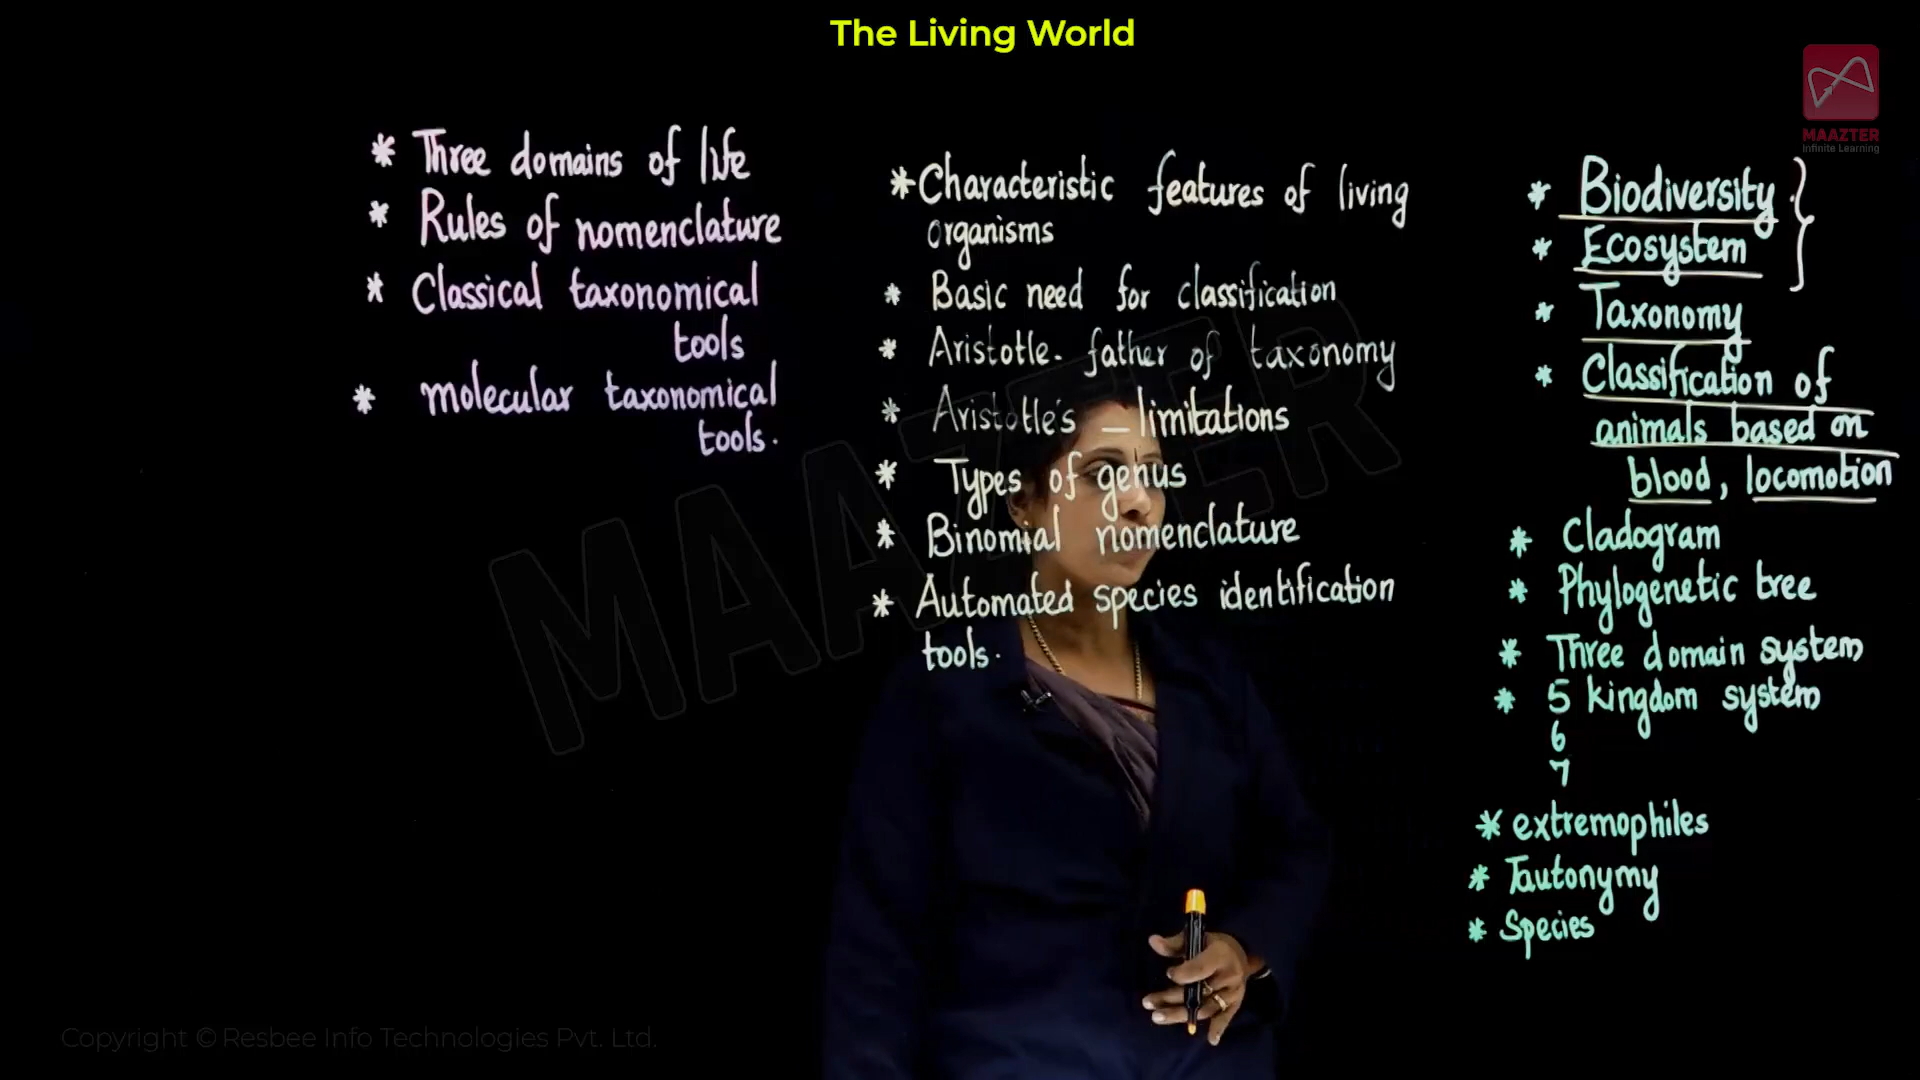 The Living World
MAAZTER
Infinite Learning
* Three domains of life
* Rules of nomenclature
* Classical taxonomical
tools
* molecular taxonomical
tools.
* Characteristic features of living
organisms
* Basic need for classification
* Aristotle - father of taxonomy
* Aristotle's - limitations
* Types of genus
* Binomial nomenclature
* Automated species identification
tools.
* Biodiversity
* Ecosystem
* Taxonomy
* Classification of
animals based on
blood, locomotion
* Cladogram
* Phylogenetic tree
* Three domain system
* 5 kingdom system
6
7
* extremophiles
* Tautonymy
* Species
MAAZTER
Copyright © Resbee Info Technologies Pvt. Ltd.